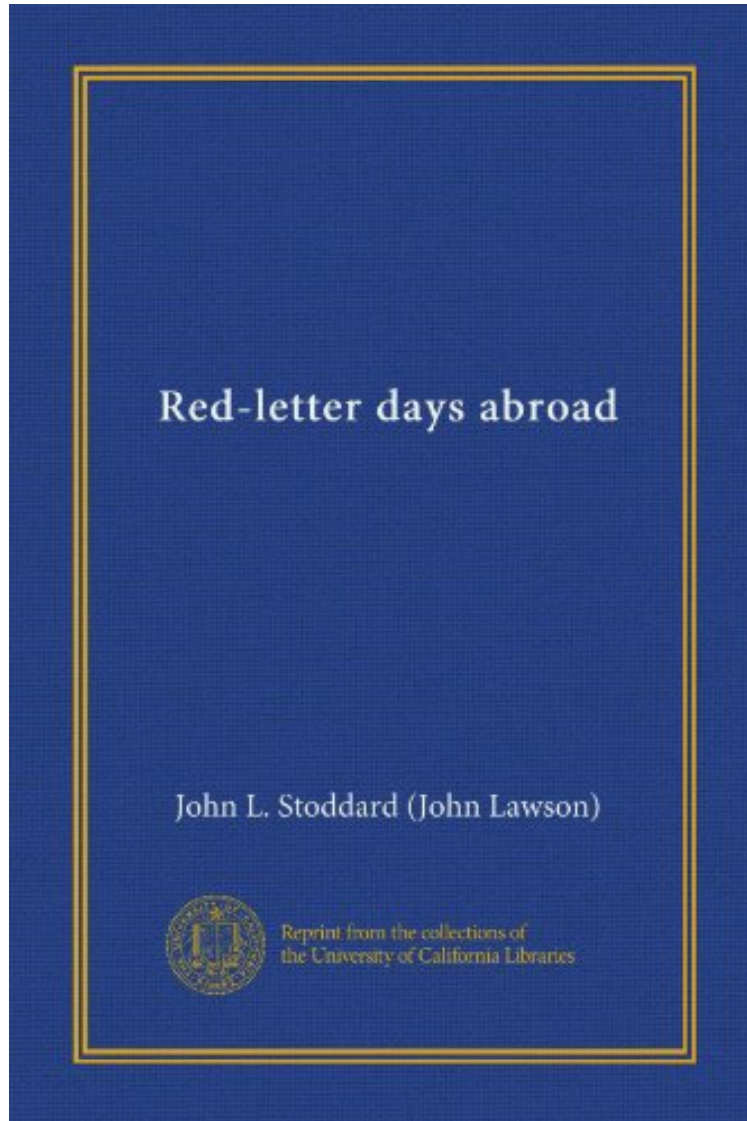 Red-letter days abroad
John L. Stoddard (John Lawson)
Reprint from the collections of
the University of California Libraries